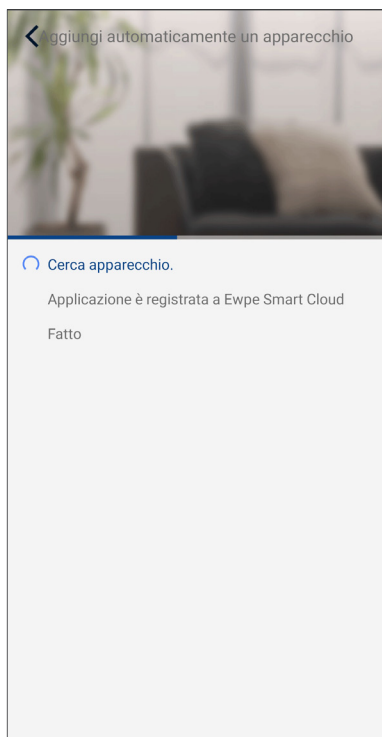 Aggiungi automaticamente un apparecchio
Cerca apparecchio.
Applicazione è registrata a Ewpe Smart Cloud
Fatto